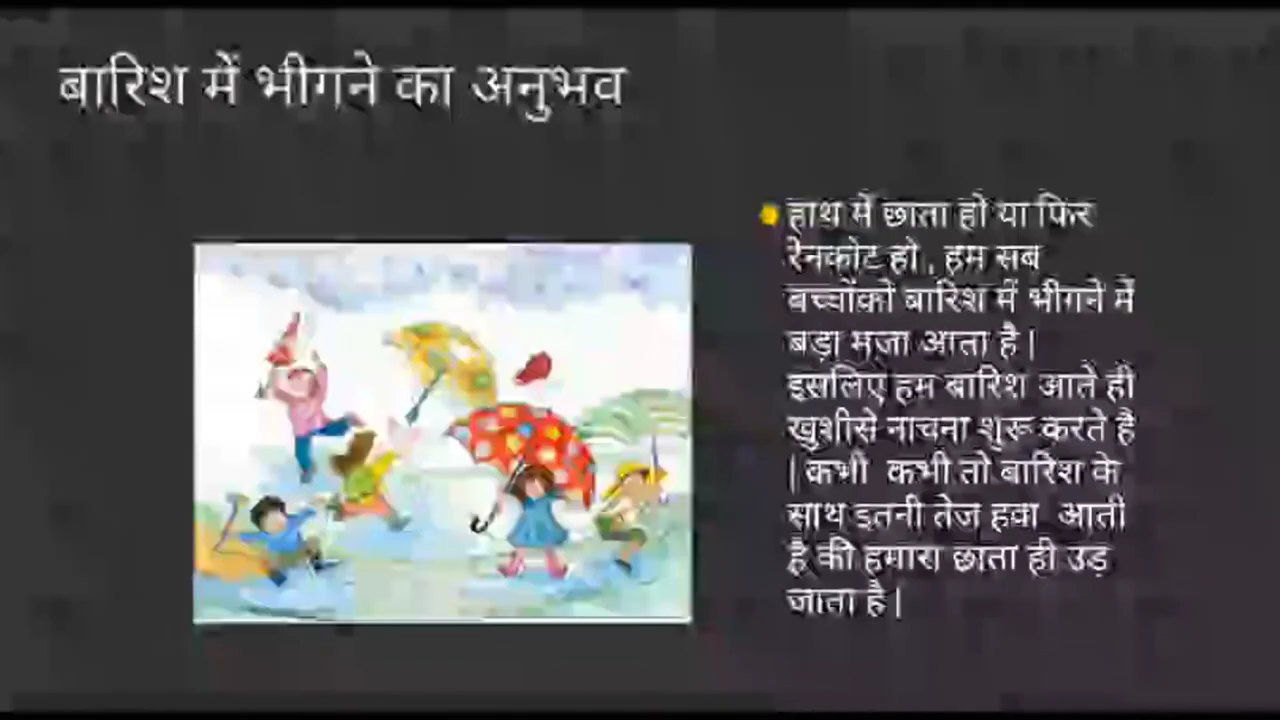 बारिश में भीगने का अनुभव
हाथ में छाता हो या फिर
रेनकोट हो , हम सब
बच्चोंको बारिश में भीगने में
बड़ा मजा आता है |
इसलिए हम बारिश आते ही
खुशीसे नाचना शुरू करते है
| कभी कभी तो बारिश के
साथ इतनी तेज हवा आती
है की हमारा छाता ही उड़
जाता है |